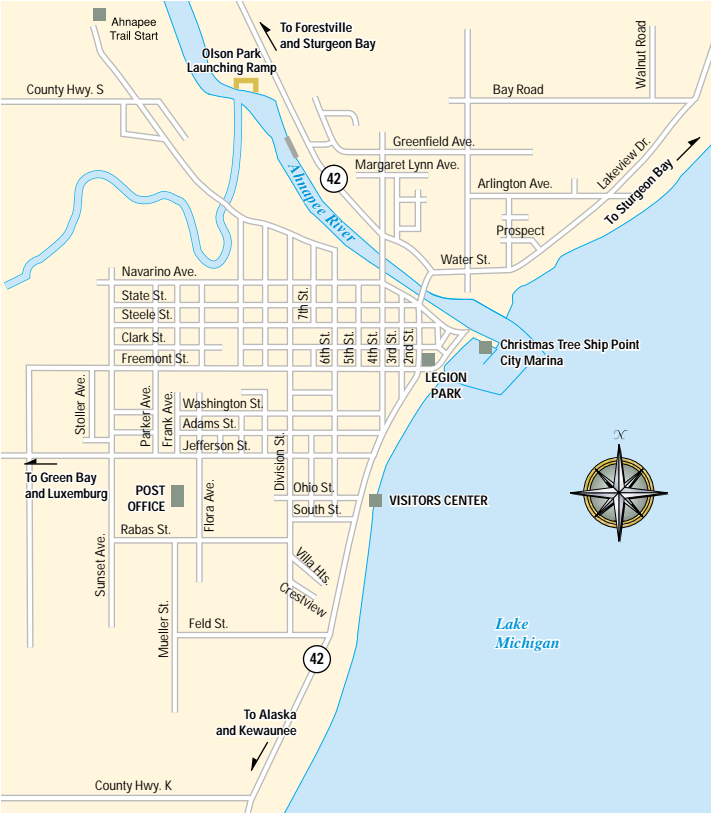 Ahnapee
Trail Start
To Forestville
and Sturgeon Bay
Olson Park
Launching Ramp
Walnut Road
County Hwy. S
Bay Road
Greenfield Ave.
Margaret Lynn Ave.
Lakeview Dr.
42
Arlington Ave.
To Sturgeon Bay
Ahnapee River
Prospect
Water St.
Navarino Ave.
State St.
Steele St.
7th St.
Clark St.
Freemont St.
6th St.
5th St.
4th St.
3rd St.
2nd St.
Christmas Tree Ship Point
City Marina
LEGION
PARK
Stoller Ave.
Parker Ave.
Frank Ave.
Washington St.
Adams St.
Jefferson St.
Division St.
N
To Green Bay
and Luxemburg
POST
OFFICE
Flora Ave.
Ohio St.
South St.
VISITORS CENTER
Rabas St.
Sunset Ave.
Villa Hts.
Crestview
Mueller St.
Feld St.
Lake
Michigan
42
To Alaska
and Kewaunee
County Hwy. K